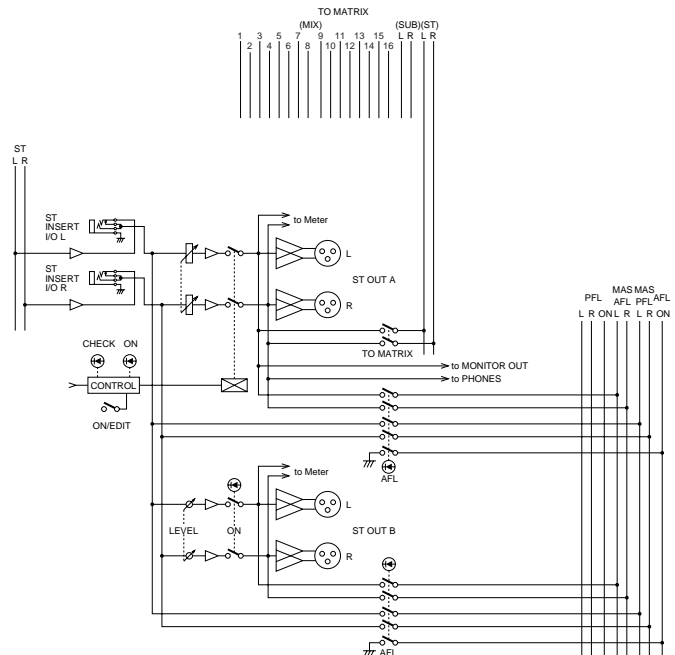 TO MATRIX
(MIX) (SUB)(ST)
1 3 5 7 9 11 13 15 L R L R
2 4 6 8 10 12 14 16
ST
L R
ST
INSERT
I/O L
to Meter
L
ST OUT A
ST
INSERT
I/O R
R
TO MATRIX
CHECK ON
CONTROL
ON/EDIT
to MONITOR OUT
to PHONES
AFL
PFL MAS AFL MAS PFL AFL
L R ON L R L R ON
to Meter
L
LEVEL ON ST OUT B
R
AFL